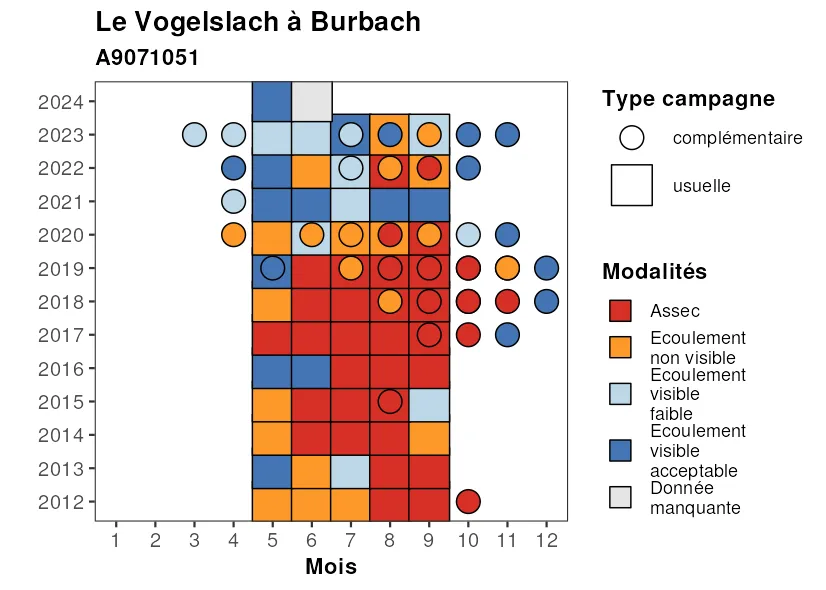 Le Vogelslach à Burbach
A9071051
2024
2023
2022
2021
2020
2019
2018
2017
2016
2015
2014
2013
2012
1 2 3 4 5 6 7 8 9 10 11 12
Mois
Type campagne
complémentaire
usuelle
Modalités
Assec
Ecoulement
non visible
Ecoulement
visible
faible
Ecoulement
visible
acceptable
Donnée
manquante